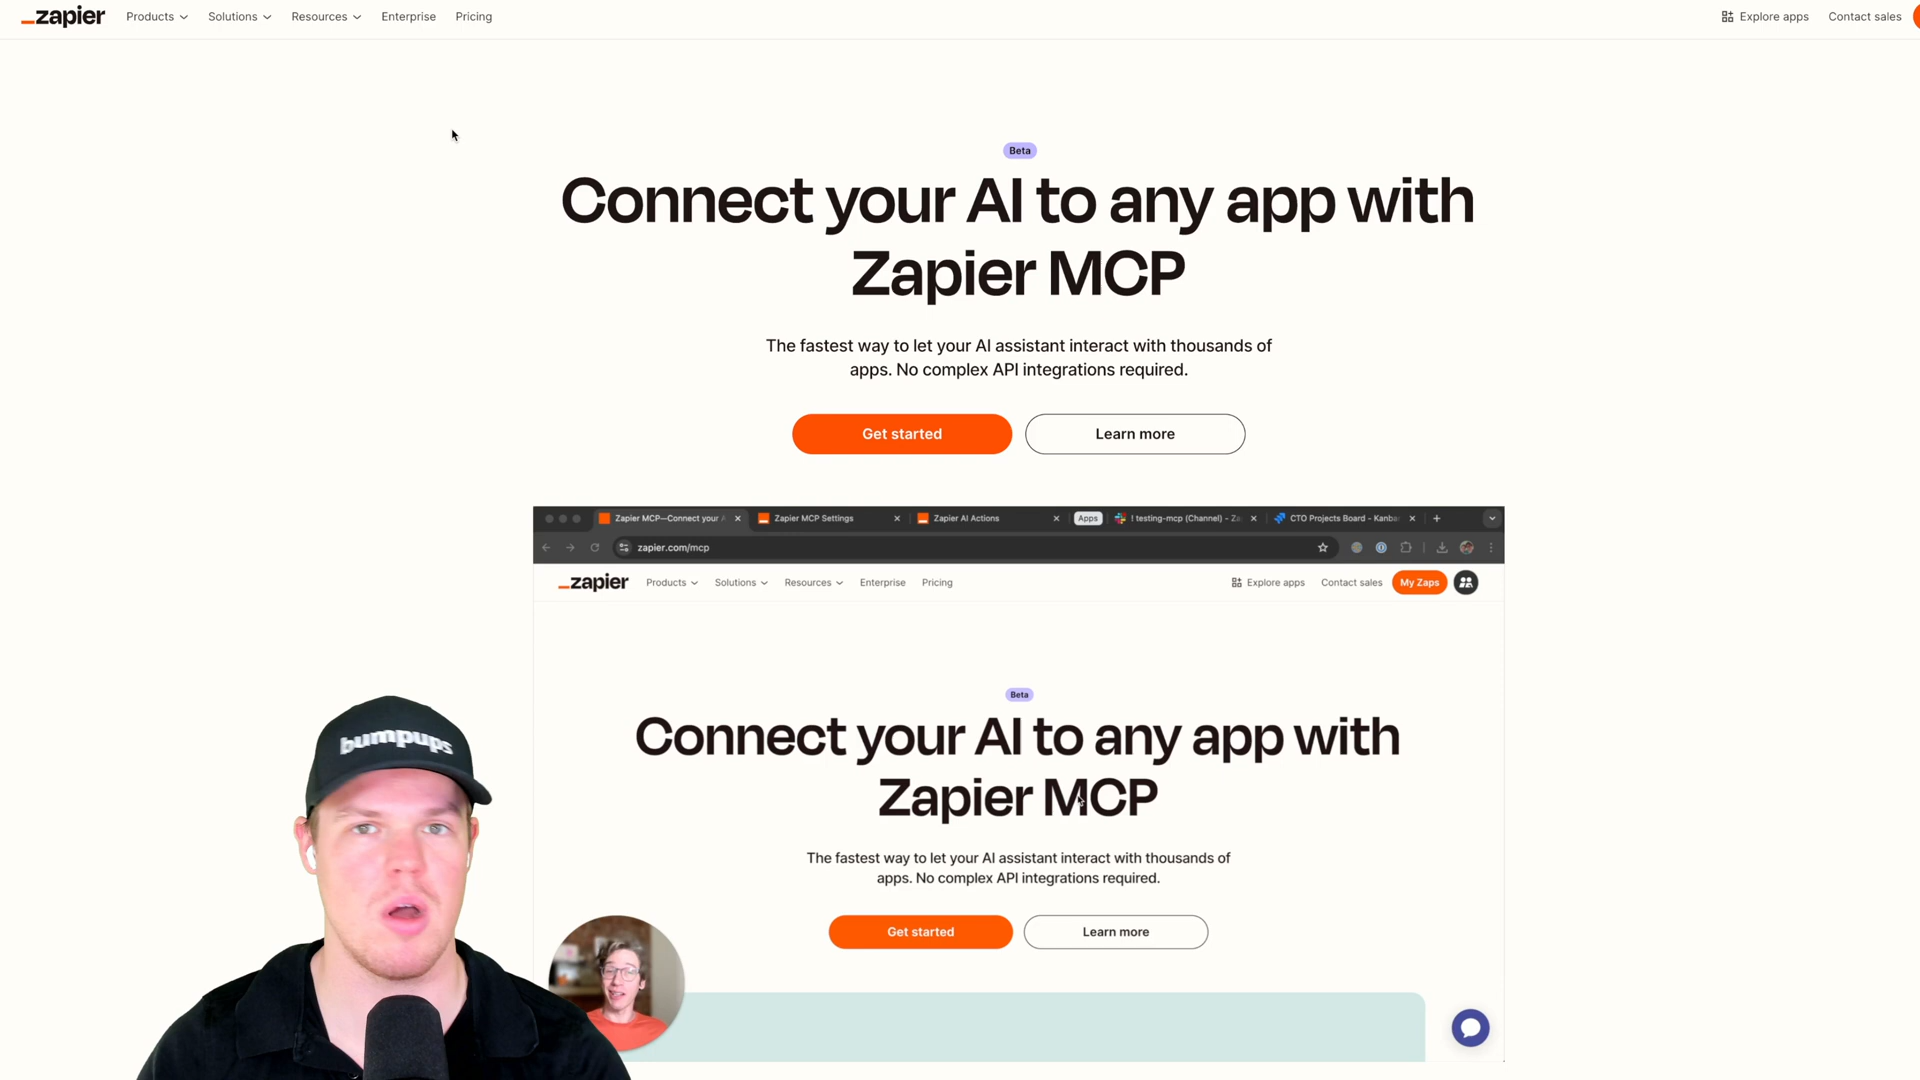 zapier
Products
Solutions
Resources
Enterprise
Pricing
Explore apps
Contact sales
Beta
Connect your AI to any app with
Zapier MCP
The fastest way to let your AI assistant interact with thousands of
apps. No complex API integrations required.
Get started
Learn more
Zapier MCP—Connect your
Zapier MCP Settings
Zapier AI Actions
Apps
! testing-mcp (Channel) - Za
CTO Projects Board - Kanba
zapier.com/mcp
zapier
Products
Solutions
Resources
Enterprise
Pricing
Explore apps
Contact sales
My Zaps
Beta
Connect your AI to any app with
Zapier MCP
The fastest way to let your AI assistant interact with thousands of
apps. No complex API integrations required.
Get started
Learn more
bumpups